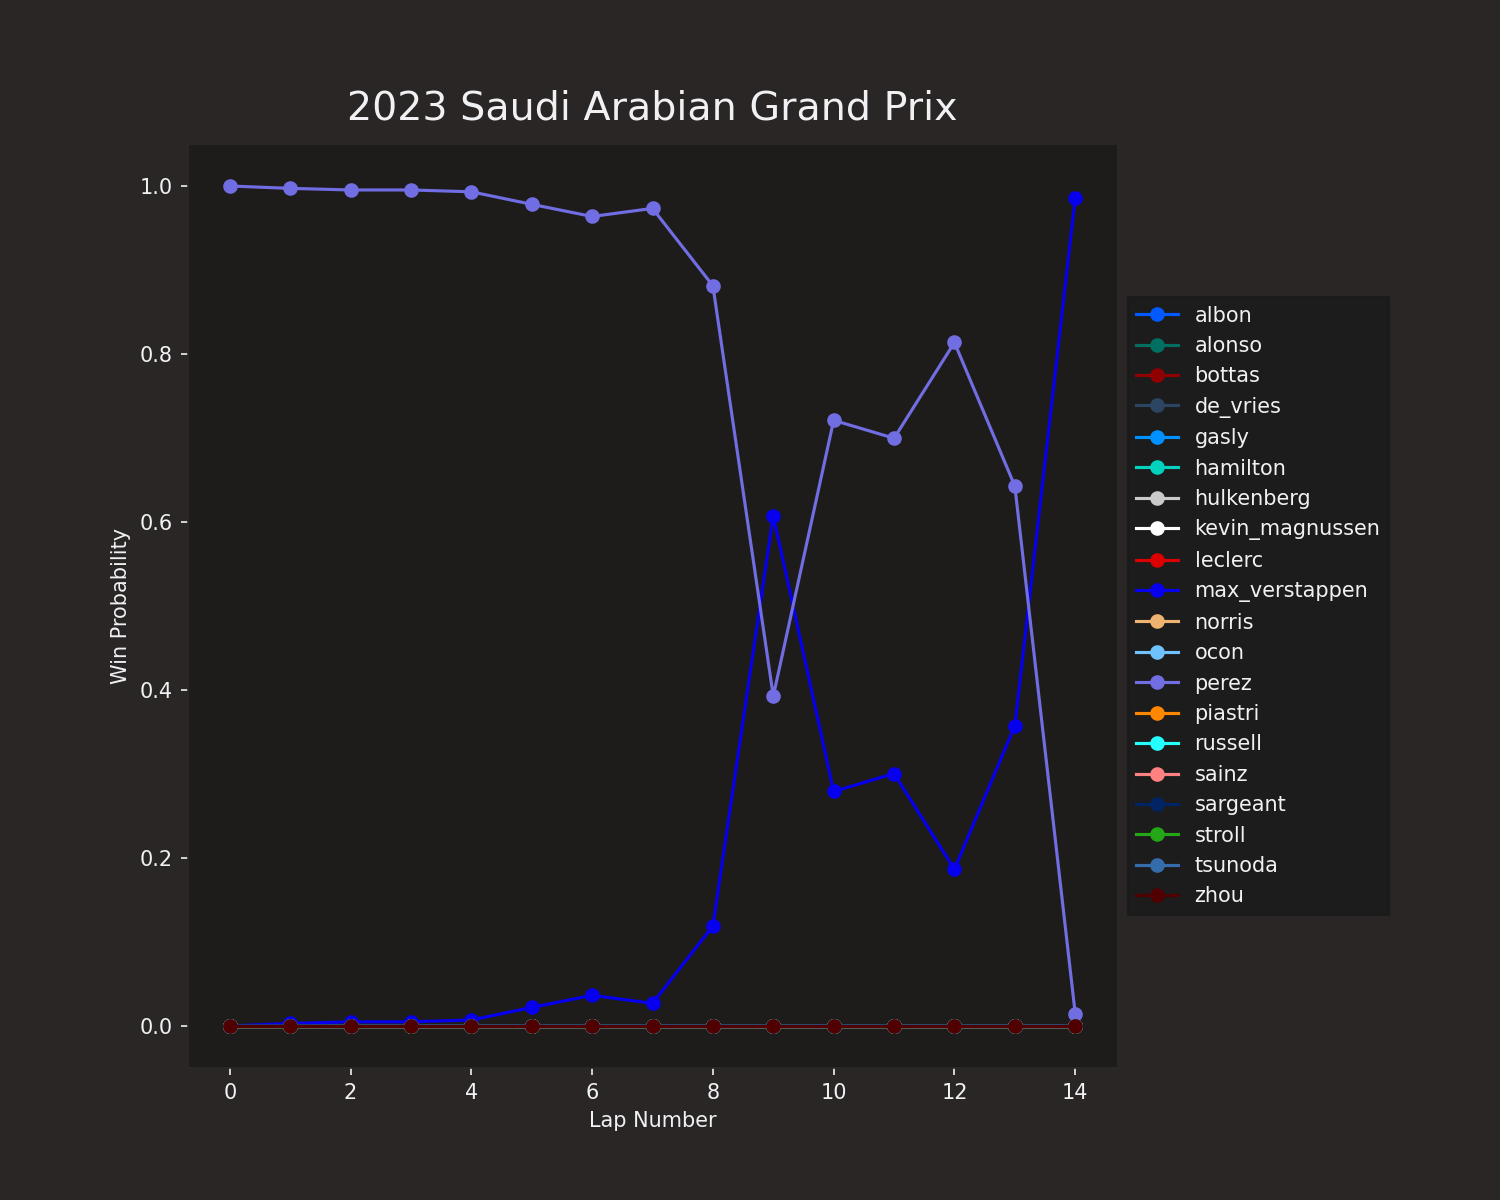 2023 Saudi Arabian Grand Prix
1.0
0.8
0.6
0.4
0.2
0.0
Win Probability
0 2 4 6 8 10 12 14
Lap Number
albon
alonso
bottas
de_vries
gasly
hamilton
hulkenberg
kevin_magnussen
leclerc
max_verstappen
norris
ocon
perez
piastri
russell
sainz
sargeant
stroll
tsunoda
zhou